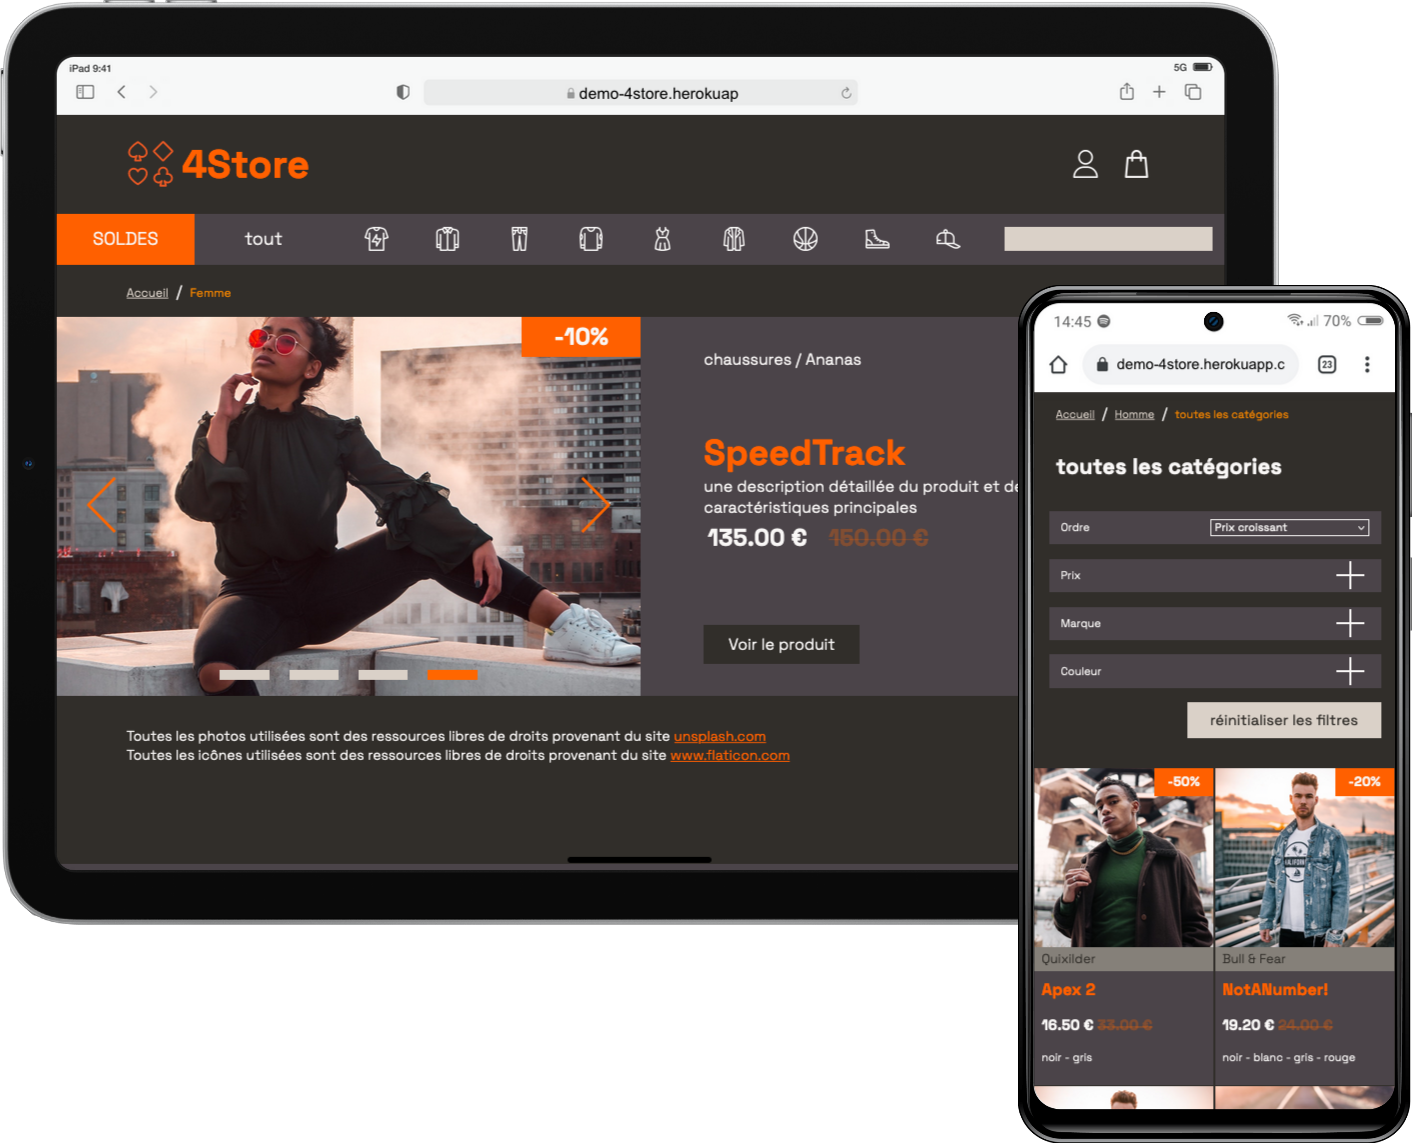 iPad 9:41
5G
demo-4store.herokuap
4Store
SOLDES
tout
Accueil / Femme
-10%
chaussures / Ananas
SpeedTrack
une description détaillée du produit et de
caractéristiques principales
135.00 € 150.00 €
Voir le produit
Toutes les photos utilisées sont des ressources libres de droits provenant du site unsplash.com
Toutes les icônes utilisées sont des ressources libres de droits provenant du site www.flaticon.com
14:45
70%
demo-4store.herokuapp.c
23
Accueil / Homme / toutes les catégories
toutes les catégories
Ordre
Prix croissant
Prix
Marque
Couleur
réinitialiser les filtres
-50%
-20%
Quixilder
Bull & Fear
Apex 2
NotANumber!
16.50 € 33.00 €
19.20 € 24.00 €
noir - gris
noir - blanc - gris - rouge